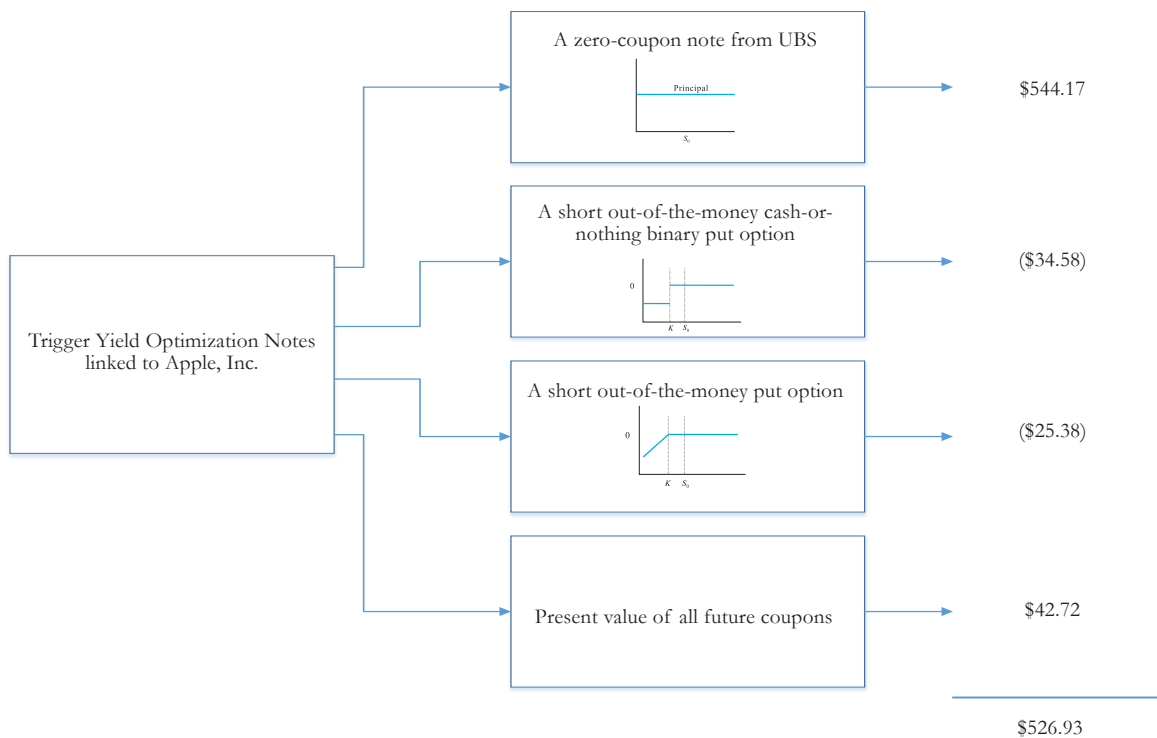 A zero-coupon note from UBS
Principal
S₀
$544.17
A short out-of-the-money cash-or-
nothing binary put option
0
K
S₀
($34.58)
Trigger Yield Optimization Notes
linked to Apple, Inc.
A short out-of-the-money put option
0
K
S₀
($25.38)
Present value of all future coupons
$42.72
$526.93